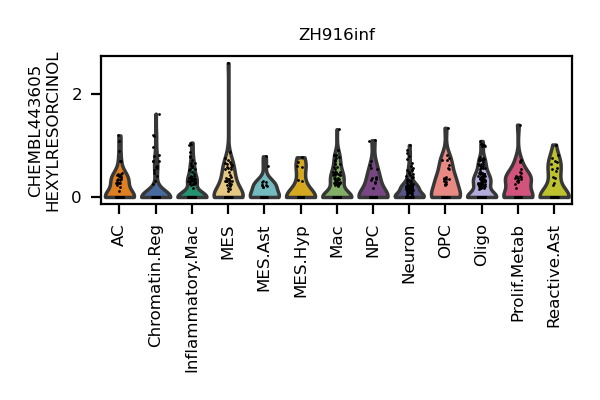 ZH916inf
CHEMBL443605
HEXYLRESORCINOL
2
0
AC
Chromatin.Reg
Inflammatory.Mac
MES
MES.Ast
MES.Hyp
Mac
NPC
Neuron
OPC
Oligo
Prolif.Metab
Reactive.Ast